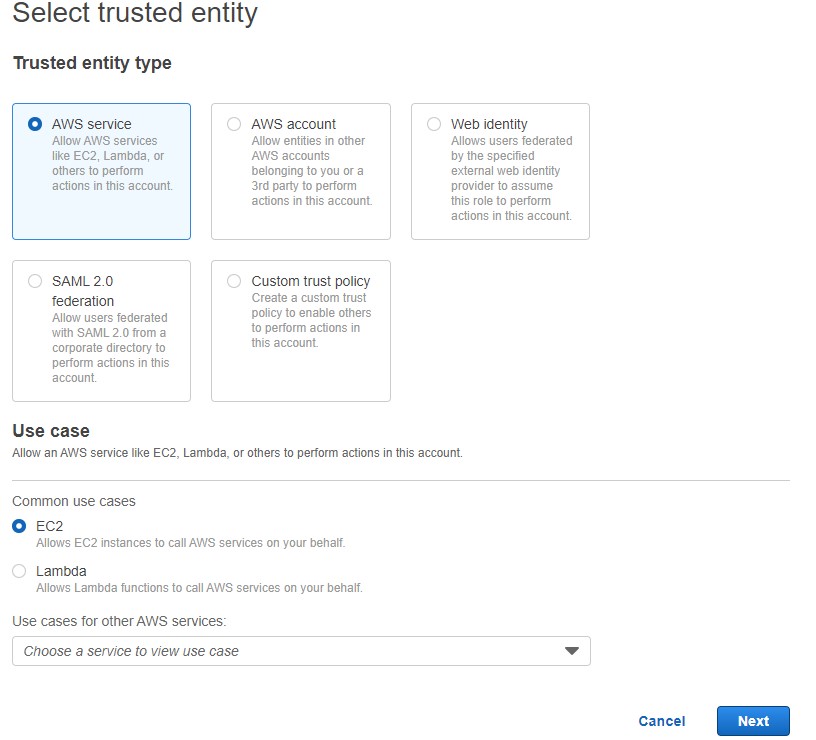 Select trusted entity
Trusted entity type
AWS service
Allow AWS services
like EC2, Lambda, or
others to perform
actions in this account.
AWS account
Allow entities in other
AWS accounts
belonging to you or a
3rd party to perform
actions in this account.
Web identity
Allows users federated
by the specified
external web identity
provider to assume
this role to perform
actions in this account.
SAML 2.0
federation
Allow users federated
with SAML 2.0 from a
corporate directory to
perform actions in this
account.
Custom trust policy
Create a custom trust
policy to enable others
to perform actions in
this account.
Use case
Allow an AWS service like EC2, Lambda, or others to perform actions in this account.
Common use cases
EC2
Allows EC2 instances to call AWS services on your behalf.
Lambda
Allows Lambda functions to call AWS services on your behalf.
Use cases for other AWS services:
Choose a service to view use case
Cancel
Next